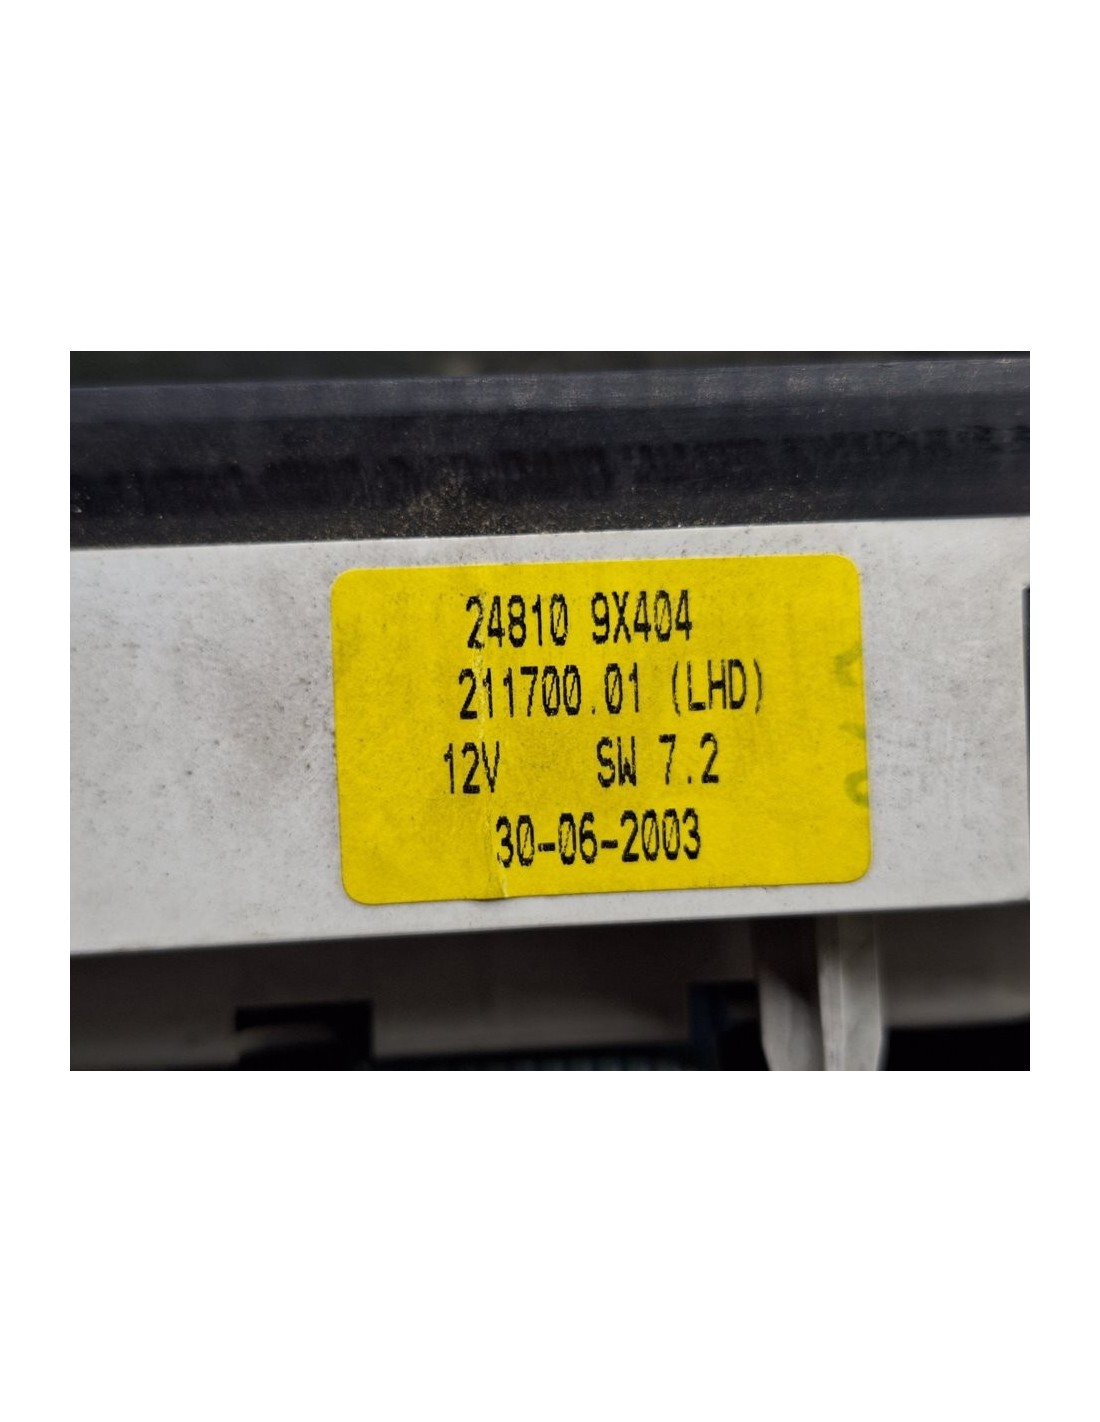 24810 9X404
211700.01 (LHD)
12V SW 7.2
30-06-2003